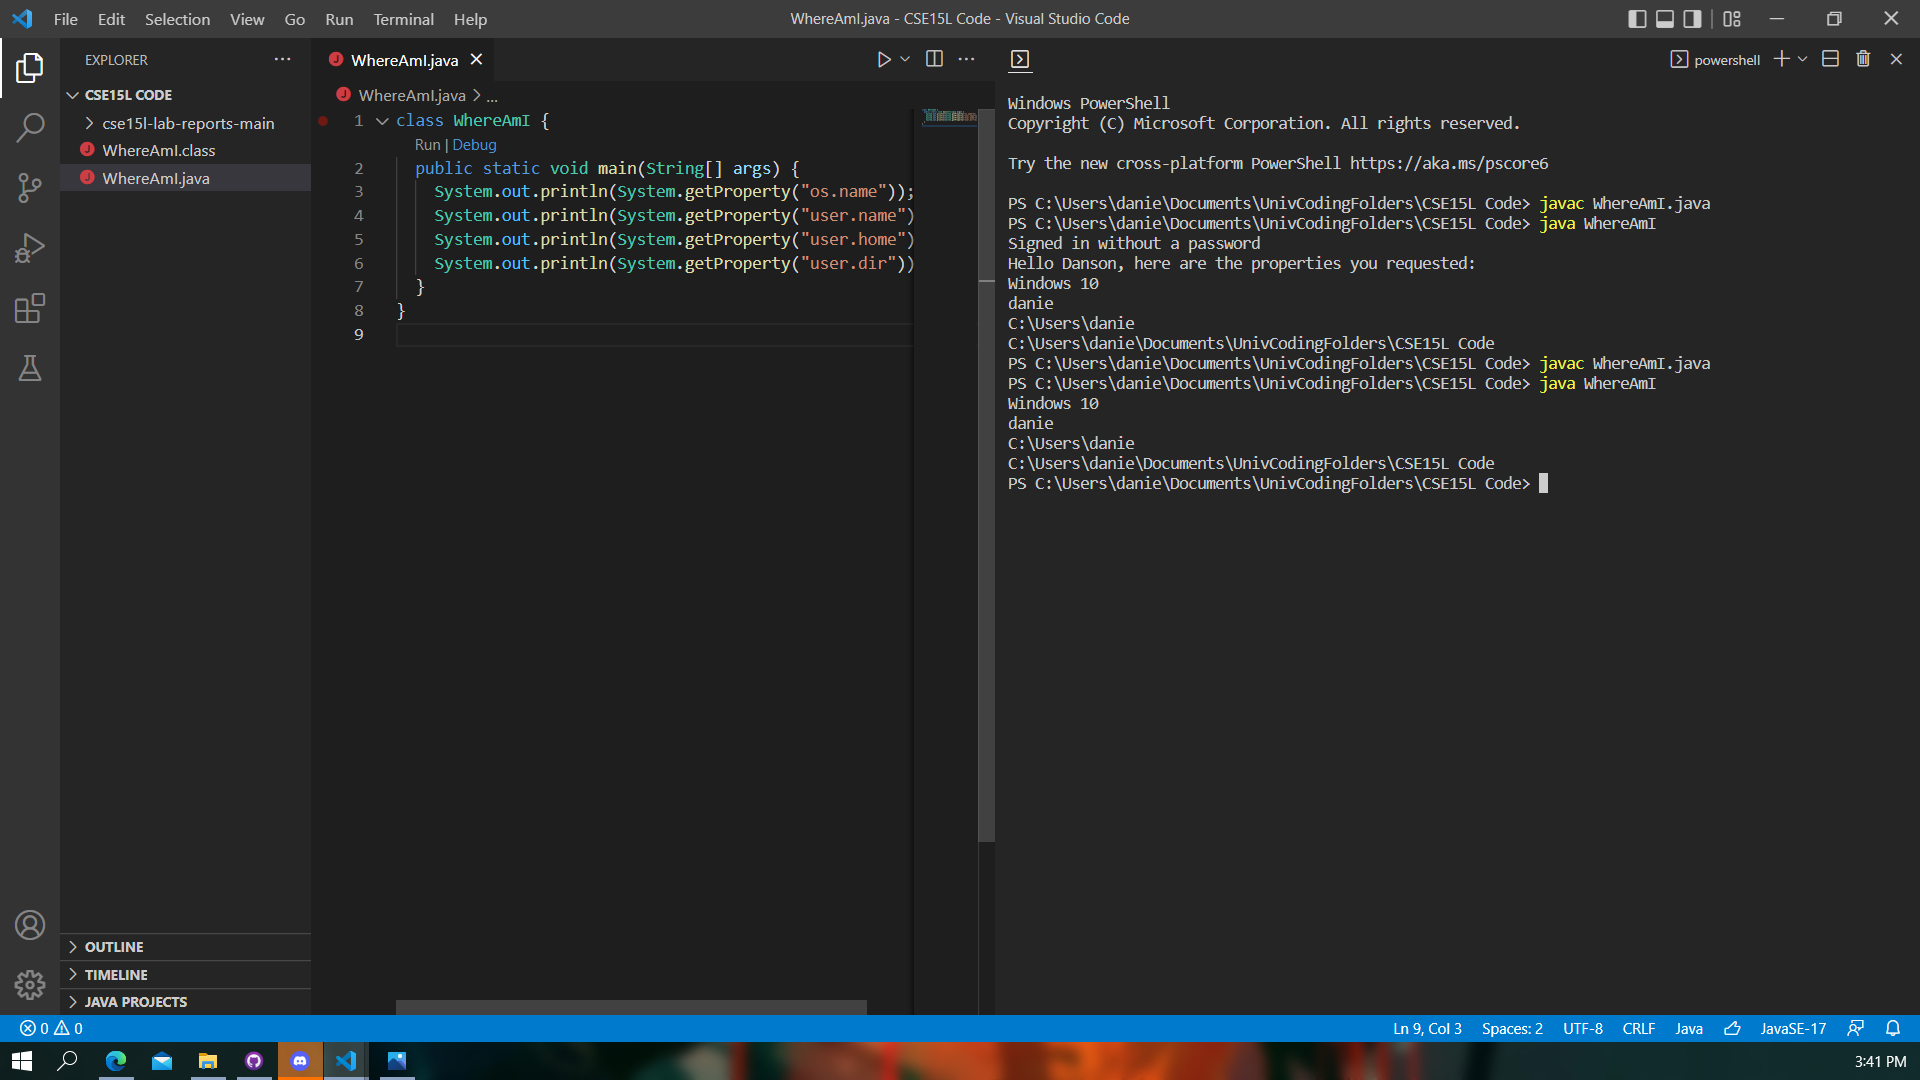 File Edit Selection View Go Run Terminal Help
WhereAmI.java - CSE15L Code - Visual Studio Code
EXPLORER
CSE15L CODE
cse15l-lab-reports-main
WhereAmI.class
WhereAmI.java
OUTLINE
TIMELINE
JAVA PROJECTS
WhereAmI.java
WhereAmI.java > ...
1 class WhereAmI {
Run | Debug
2 public static void main(String[] args) {
3 System.out.println(System.getProperty("os.name"));
4 System.out.println(System.getProperty("user.name")
5 System.out.println(System.getProperty("user.home")
6 System.out.println(System.getProperty("user.dir"))
7 }
8 }
9
powershell
Windows PowerShell
Copyright (C) Microsoft Corporation. All rights reserved.
Try the new cross-platform PowerShell https://aka.ms/pscore6
PS C:\Users\danie\Documents\UnivCodingFolders\CSE15L Code> javac WhereAmI.java
PS C:\Users\danie\Documents\UnivCodingFolders\CSE15L Code> java WhereAmI
Signed in without a password
Hello Danson, here are the properties you requested:
Windows 10
danie
C:\Users\danie
C:\Users\danie\Documents\UnivCodingFolders\CSE15L Code
PS C:\Users\danie\Documents\UnivCodingFolders\CSE15L Code> javac WhereAmI.java
PS C:\Users\danie\Documents\UnivCodingFolders\CSE15L Code> java WhereAmI
Windows 10
danie
C:\Users\danie
C:\Users\danie\Documents\UnivCodingFolders\CSE15L Code
PS C:\Users\danie\Documents\UnivCodingFolders\CSE15L Code>
0 0
Ln 9, Col 3 Spaces: 2 UTF-8 CRLF Java JavaSE-17
3:41 PM